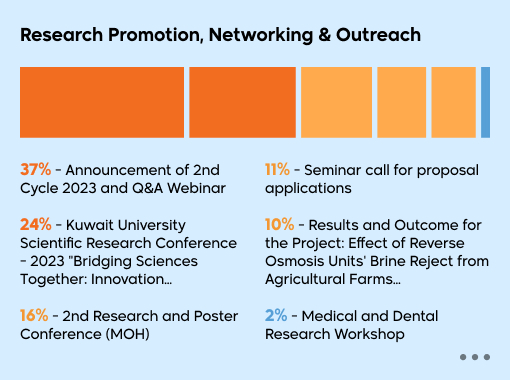 Research Promotion, Networking & Outreach
37% - Announcement of 2nd
Cycle 2023 and Q&A Webinar
24% - Kuwait University
Scientific Research Conference
- 2023 "Bridging Sciences
Together: Innovation...
16% - 2nd Research and Poster
Conference (MOH)
11% - Seminar call for proposal
applications
10% - Results and Outcome for
the Project: Effect of Reverse
Osmosis Units' Brine Reject from
Agricultural Farms...
2% - Medical and Dental
Research Workshop